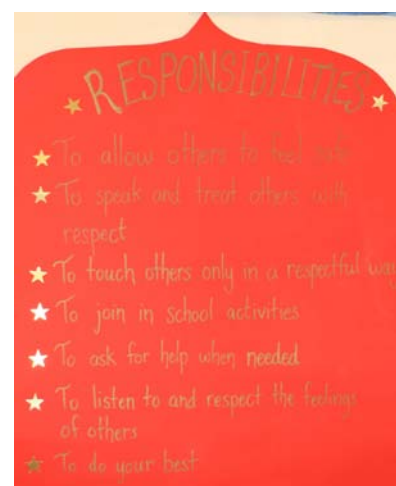 RESPONSIBILITIES
To allow others to feel safe
To speak and treat others with
respect
To touch others only in a respectful way
To join in school activities
To ask for help when needed
To listen to and respect the feelings
of others
To do your best